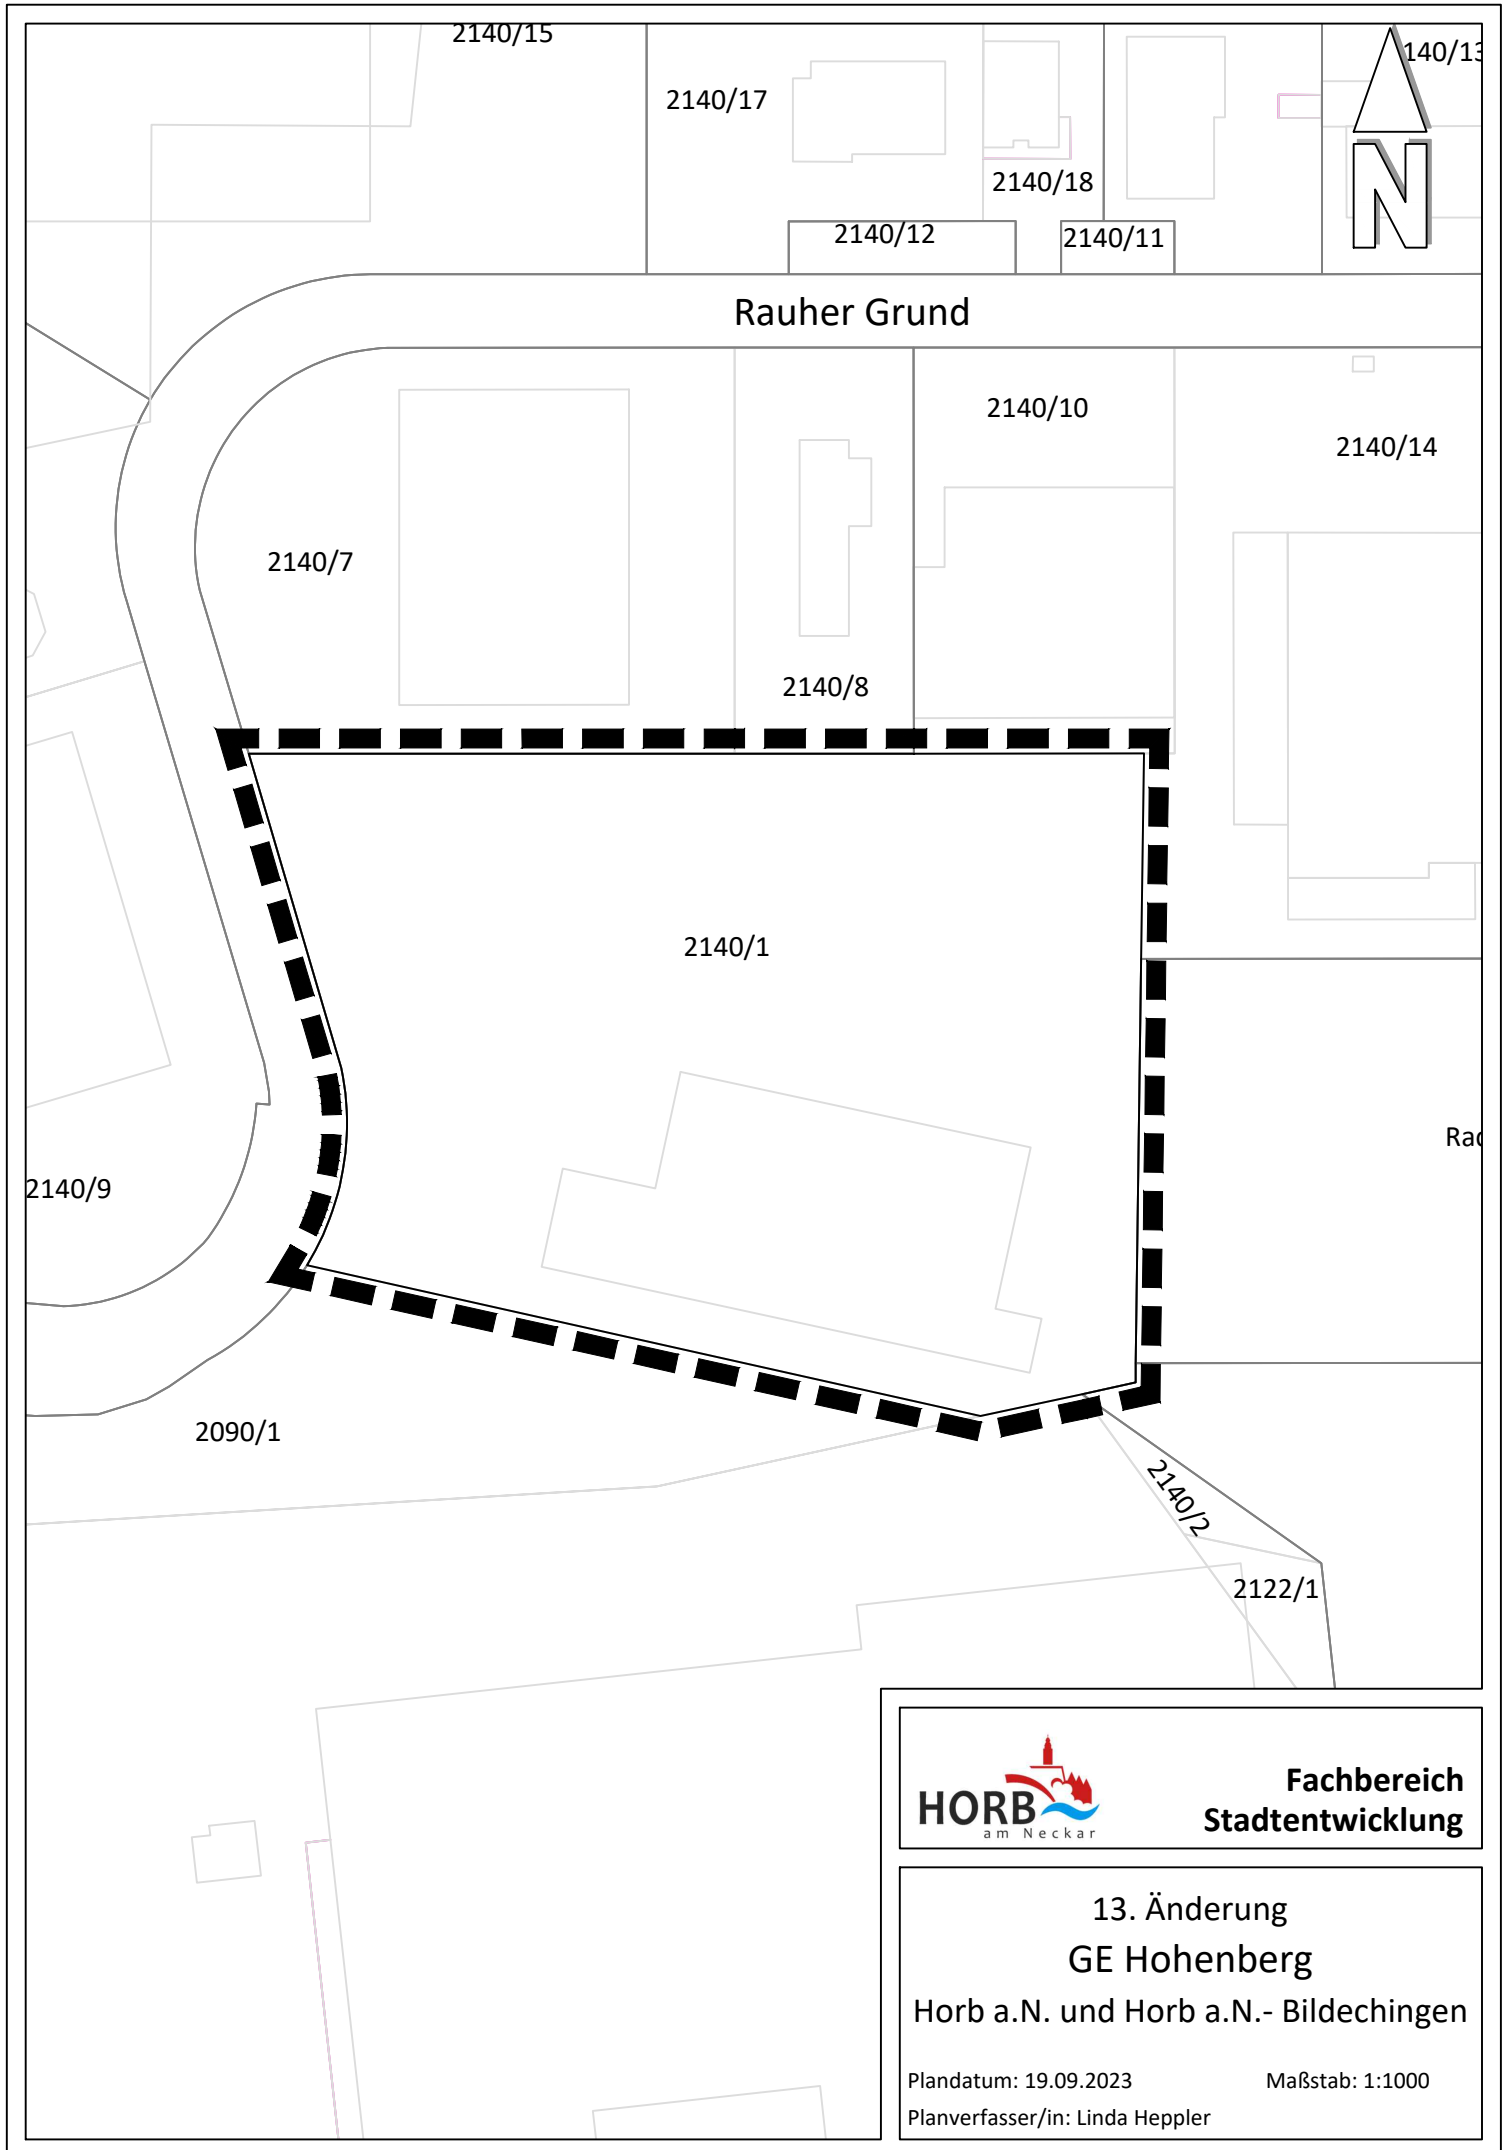 2140/15
140/13
2140/17
2140/18
2140/12
2140/11
N
Rauher Grund
2140/10
2140/14
2140/7
2140/8
2140/1
Rad
2140/9
2090/1
2140/2
2122/1
HORB
am Neckar
Fachbereich
Stadtentwicklung
13. Änderung
GE Hohenberg
Horb a.N. und Horb a.N.- Bildechingen
Plandatum: 19.09.2023 Maßstab: 1:1000
Planverfasser/in: Linda Heppler